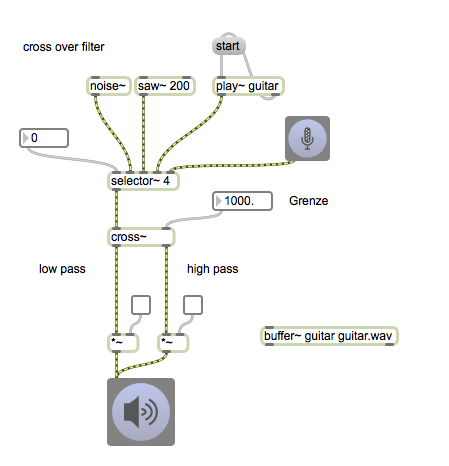 cross over filter
start
noise~
saw~ 200
play~ guitar
0
selector~ 4
1000.
Grenze
cross~
low pass
high pass
*~
*~
buffer~ guitar guitar.wav